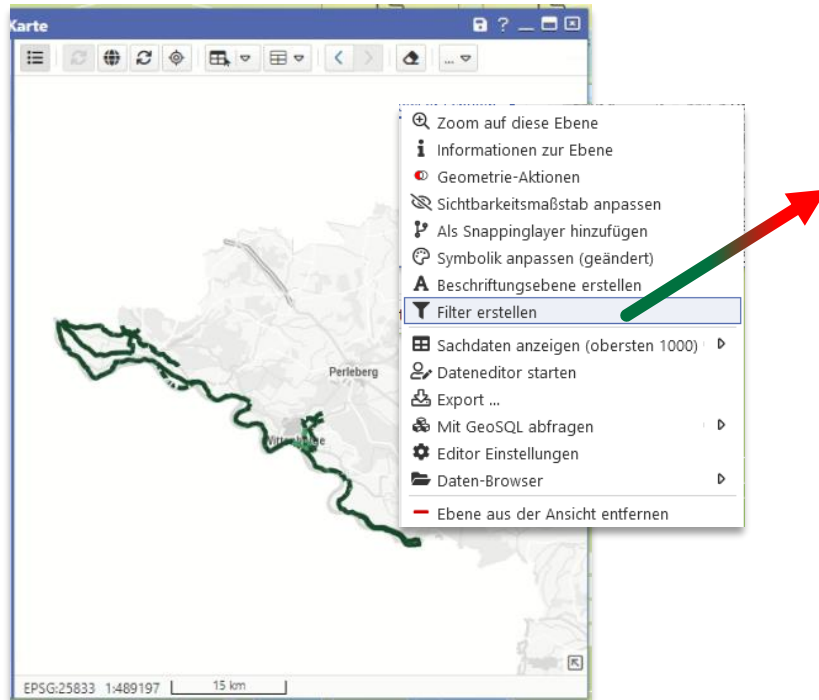 Karte
?
...
Zoom auf diese Ebene
Informationen zur Ebene
Geometrie-Aktionen
Sichtbarkeitsmaßstab anpassen
Als Snappinglayer hinzufügen
Symbolik anpassen (geändert)
A Beschriftungsebene erstellen
Filter erstellen
Sachdaten anzeigen (obersten 1000)
Dateneditor starten
Export ...
Mit GeoSQL abfragen
Editor Einstellungen
Daten-Browser
Ebene aus der Ansicht entfernen
Perleberg
EPSG:25833 1:489197 15 km